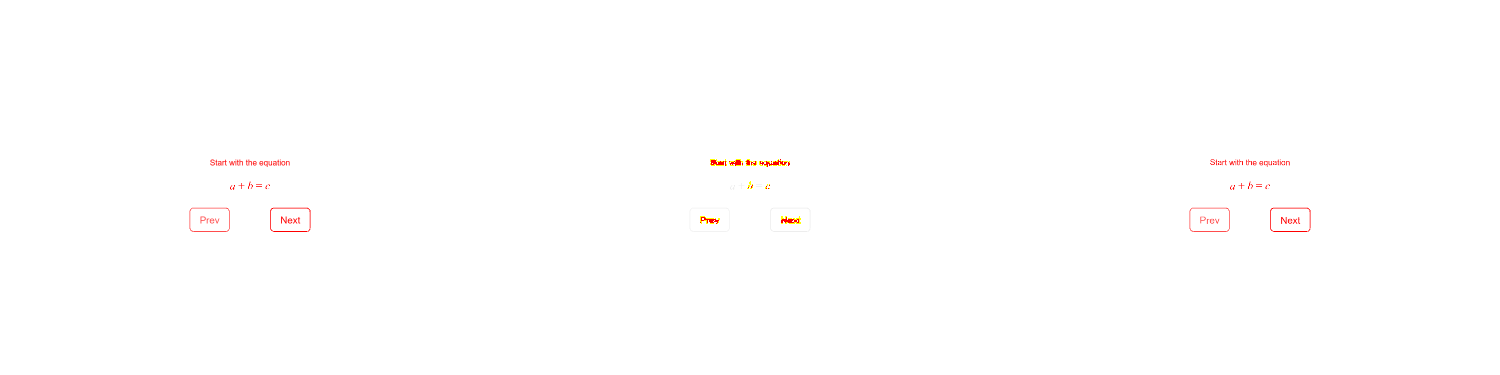 Start with the equation Start with the equation Start with the equation
a + b = c a + b = c a + b = c
Prev Next Prev Next Prev Next